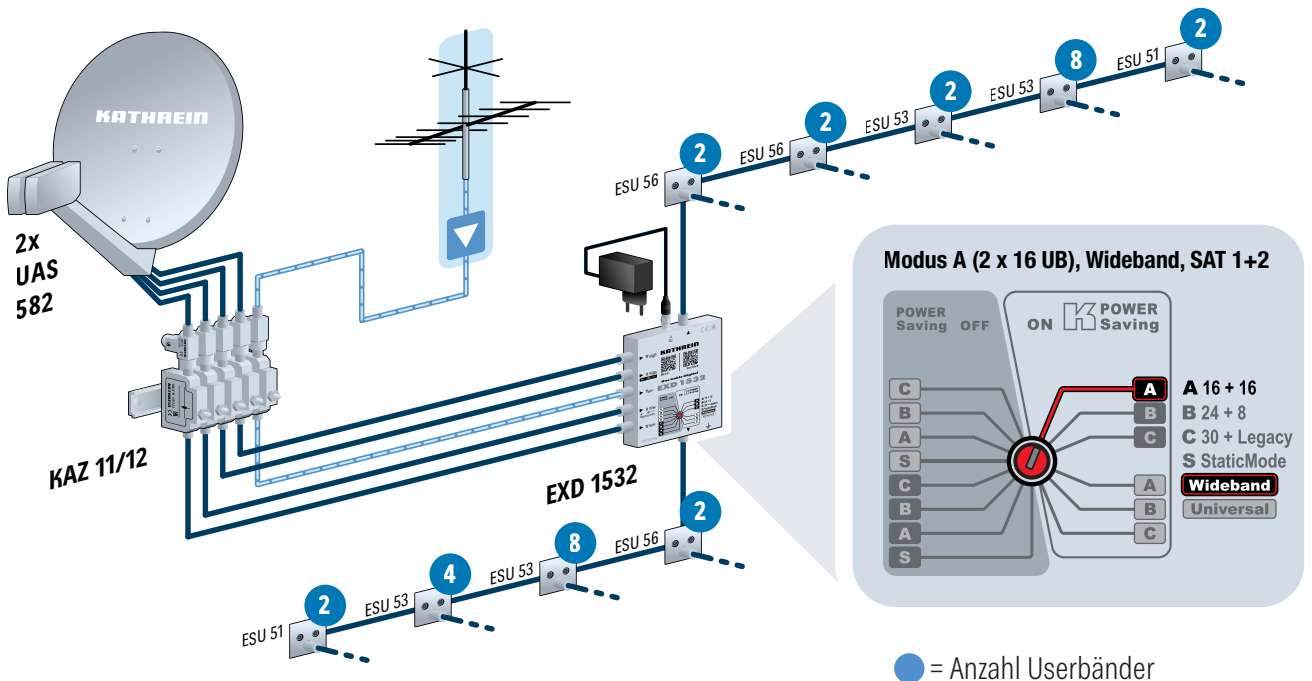 KATHREIN
2x
UAS
582
KAZ 11/12
EXD 1532
KATHREIN
EXD 1532
ESU 56
2
ESU 56
2
ESU 53
2
ESU 53
8
ESU 51
2
ESU 56
2
ESU 53
8
ESU 53
4
ESU 51
2
Modus A (2 x 16 UB), Wideband, SAT 1+2
POWER
Saving OFF
ON K POWER
Saving
C
B
A
S
C
B
A
S
A
B
C
A
B
C
A 16 + 16
B 24 + 8
C 30 + Legacy
S StaticMode
Wideband
Universal
= Anzahl Userbänder